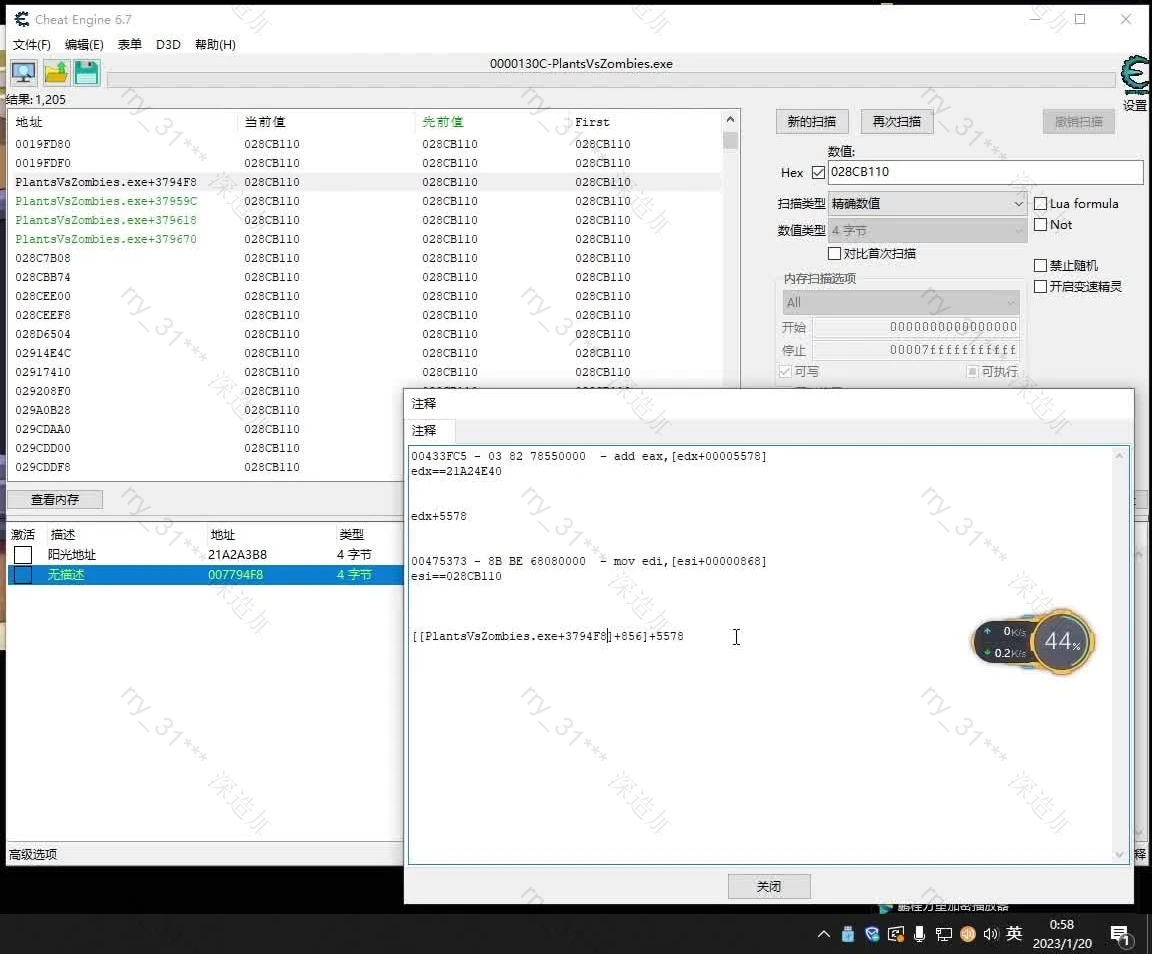 Cheat Engine 6.7
文件(F) 编辑(E) 表单 D3D 帮助(H)
0000130C-PlantsVsZombies.exe
设置
结果:1,205
地址 当前值 先前值 First
0019FD80 028CB110 028CB110 028CB110
0019FDF0 028CB110 028CB110 028CB110
PlantsVsZombies.exe+3794F8 028CB110 028CB110 028CB110
PlantsVsZombies.exe+37959C 028CB110 028CB110 028CB110
PlantsVsZombies.exe+379618 028CB110 028CB110 028CB110
PlantsVsZombies.exe+379670 028CB110 028CB110 028CB110
028C7B08 028CB110 028CB110 028CB110
028CBB74 028CB110 028CB110 028CB110
028CEE00 028CB110 028CB110 028CB110
028CEEF8 028CB110 028CB110 028CB110
028D6504 028CB110 028CB110 028CB110
02914E4C 028CB110 028CB110 028CB110
02917410 028CB110 028CB110 028CB110
029208F0 028CB110
029A0B28 028CB110
029CDAA0 028CB110
029CDD00 028CB110
029CDDF8 028CB110
新的扫描 再次扫描 撤销扫描
数值:
Hex 028CB110
扫描类型 精确数值 Lua formula
数值类型 4 字节 Not
对比首次扫描
内存扫描选项 禁止随机
All 开启变速精灵
开始 0000000000000000
停止 00007fffffffffff
可写 可执行
查看内存
激活 描述 地址 类型
阳光地址 21A2A3B8 4 字节
无描述 007794F8 4 字节
高级选项
注释
注释
00433FC5 - 03 82 78550000 - add eax,[edx+00005578]
edx==21A24E40
edx+5578
00475373 - 8B BE 68080000 - mov edi,[esi+00000868]
esi==028CB110
[[PlantsVsZombies.exe+3794F8]+856]+5578
关闭
释
0K/s
0.2K/s
44%
鹏程万里加密播放器
英
0:58
2023/1/20
1
rry_31***
深造加